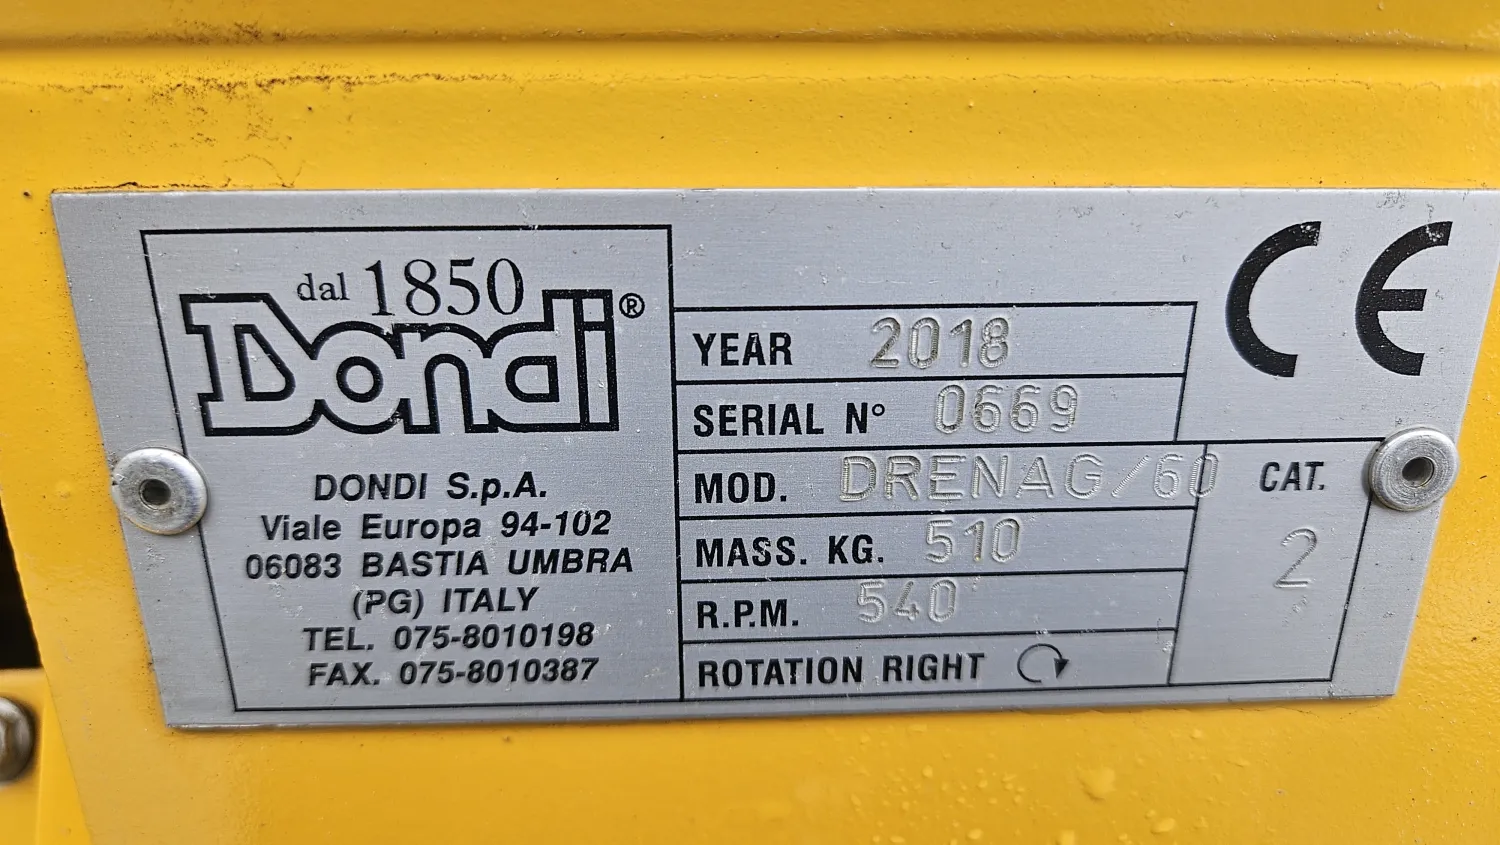 dal 1850
Dondi®
DONDI S.p.A.
Viale Europa 94-102
06083 BASTIA UMBRA
(PG) ITALY
TEL. 075-8010198
FAX. 075-8010387
CE
YEAR 2018
SERIAL N° 0669
MOD. DRENAG/60
MASS. KG. 510
R.P.M. 540
ROTATION RIGHT
CAT.
2